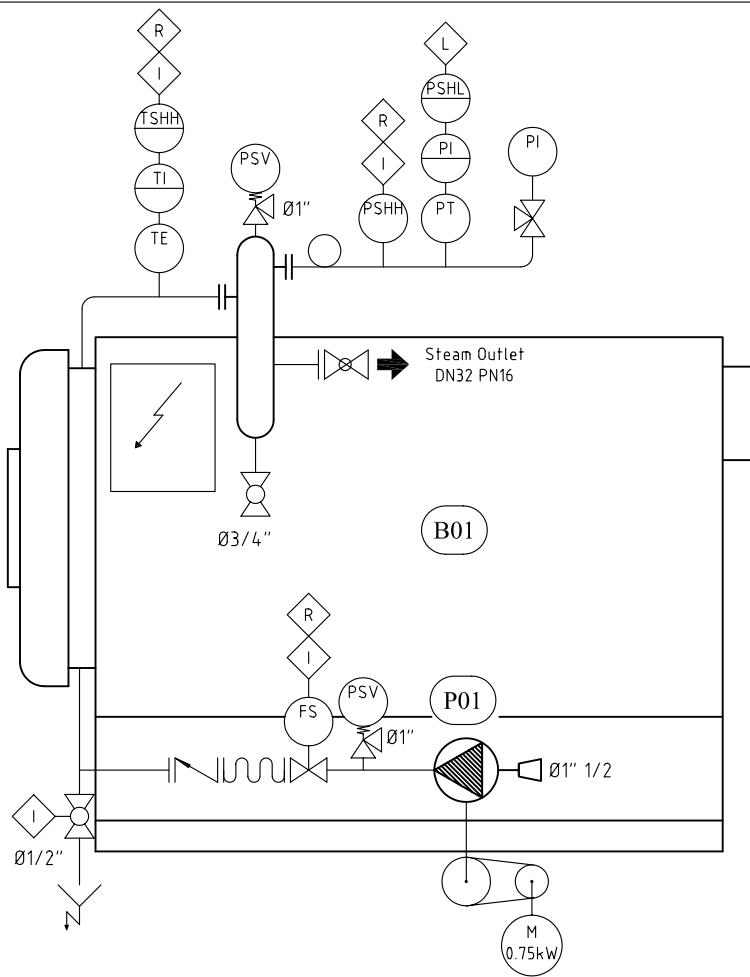 R
I
TSHH
TI
TE
PSV
Ø1"
R
I
PSHH
L
PSHL
PI
PT
PI
Steam Outlet
DN32 PN16
Ø3/4"
B01
R
I
FS
PSV
Ø1"
P01
Ø1" 1/2
I
Ø1/2"
M
0.75kW